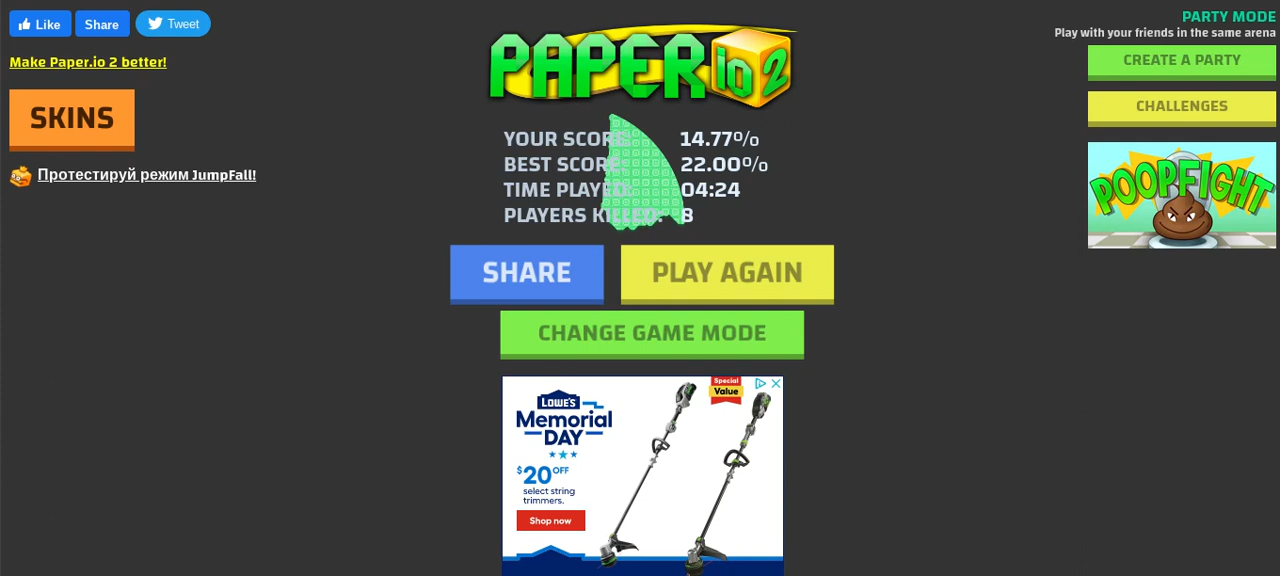 Like Share Tweet
Make Paper.io 2 better!
SKINS
Протестируй режим JumpFall!
PAPER io 2
YOUR SCORE: 14.77%
BEST SCORE: 22.00%
TIME PLAYED: 04:24
PLAYERS KILLED: 8
SHARE PLAY AGAIN
CHANGE GAME MODE
PARTY MODE
Play with your friends in the same arena
CREATE A PARTY
CHALLENGES
POOPFIGHT
Special
Value
LOWE'S
Memorial
DAY
$20 OFF
select string
trimmers.
Shop now